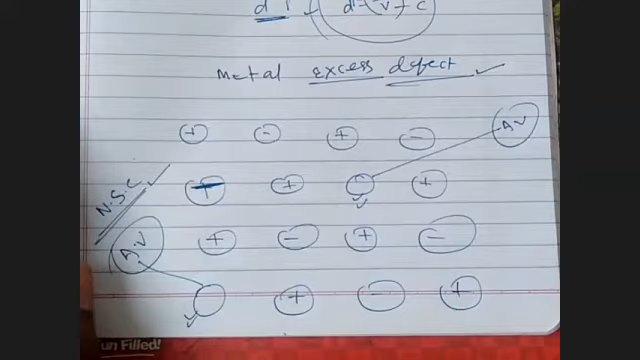 Metal excess defect
+ - + - A.V
N.S.C + + +
A.V + - + -
+ - +
un Filled!